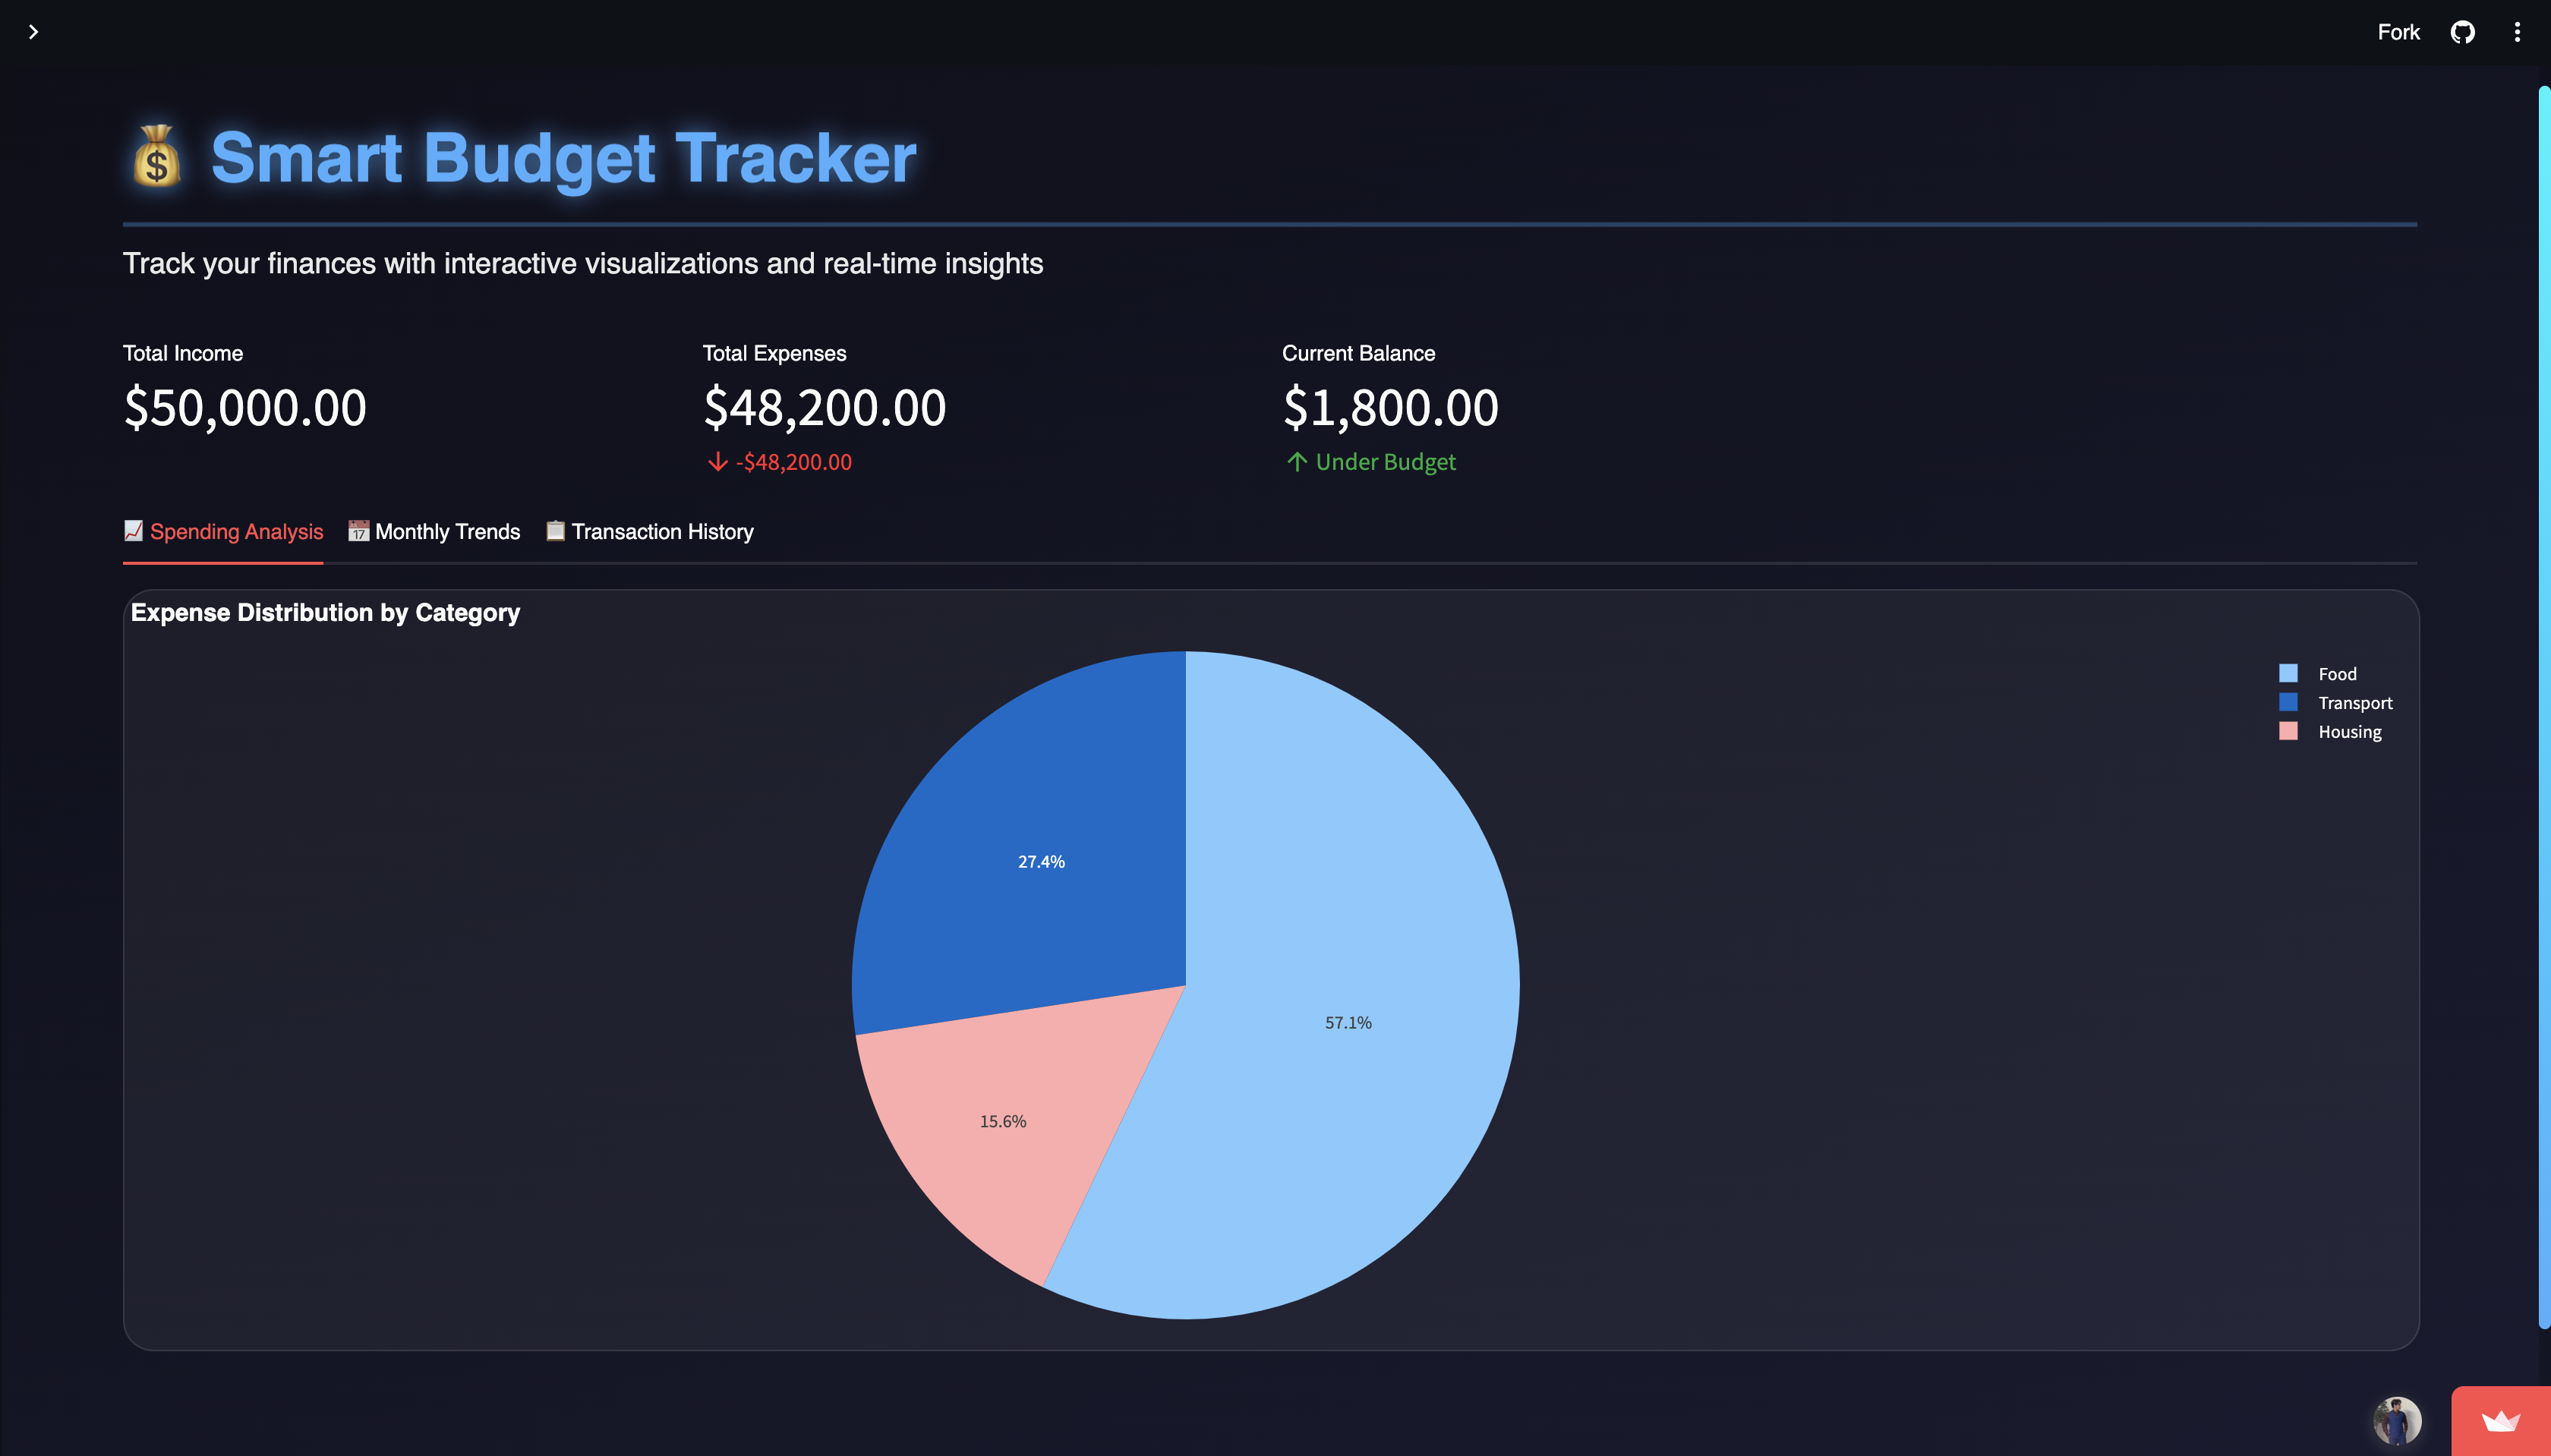 Fork
Smart Budget Tracker
Track your finances with interactive visualizations and real-time insights
Total Income
$50,000.00
Total Expenses
$48,200.00
-$48,200.00
Current Balance
$1,800.00
Under Budget
Spending Analysis
Monthly Trends
Transaction History
Expense Distribution by Category
Food
Transport
Housing
27.4%
57.1%
15.6%